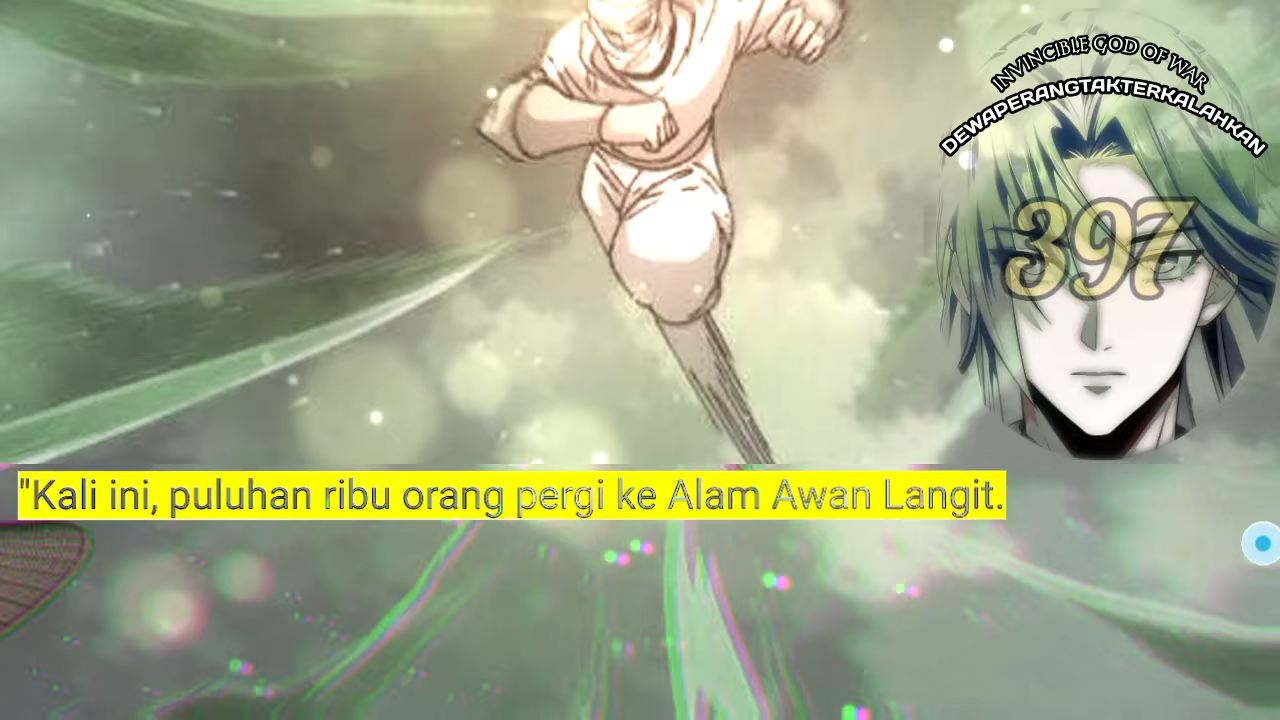 INVINCIBLE GOD OF WAR
DEWAPERANGTAKTERKALAHKAN
397
"Kali ini, puluhan ribu orang pergi ke Alam Awan Langit.